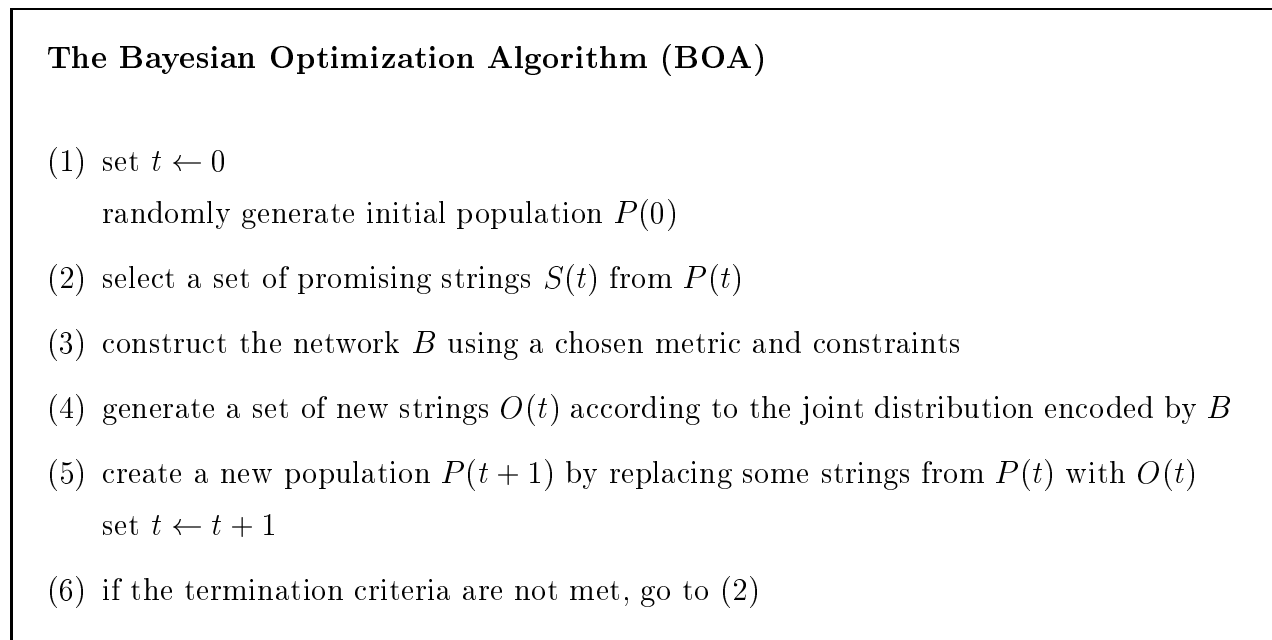 The Bayesian Optimization Algorithm (BOA)
(1) set t ← 0
randomly generate initial population P(0)
(2) select a set of promising strings S(t) from P(t)
(3) construct the network B using a chosen metric and constraints
(4) generate a set of new strings O(t) according to the joint distribution encoded by B
(5) create a new population P(t + 1) by replacing some strings from P(t) with O(t)
set t ← t + 1
(6) if the termination criteria are not met, go to (2)